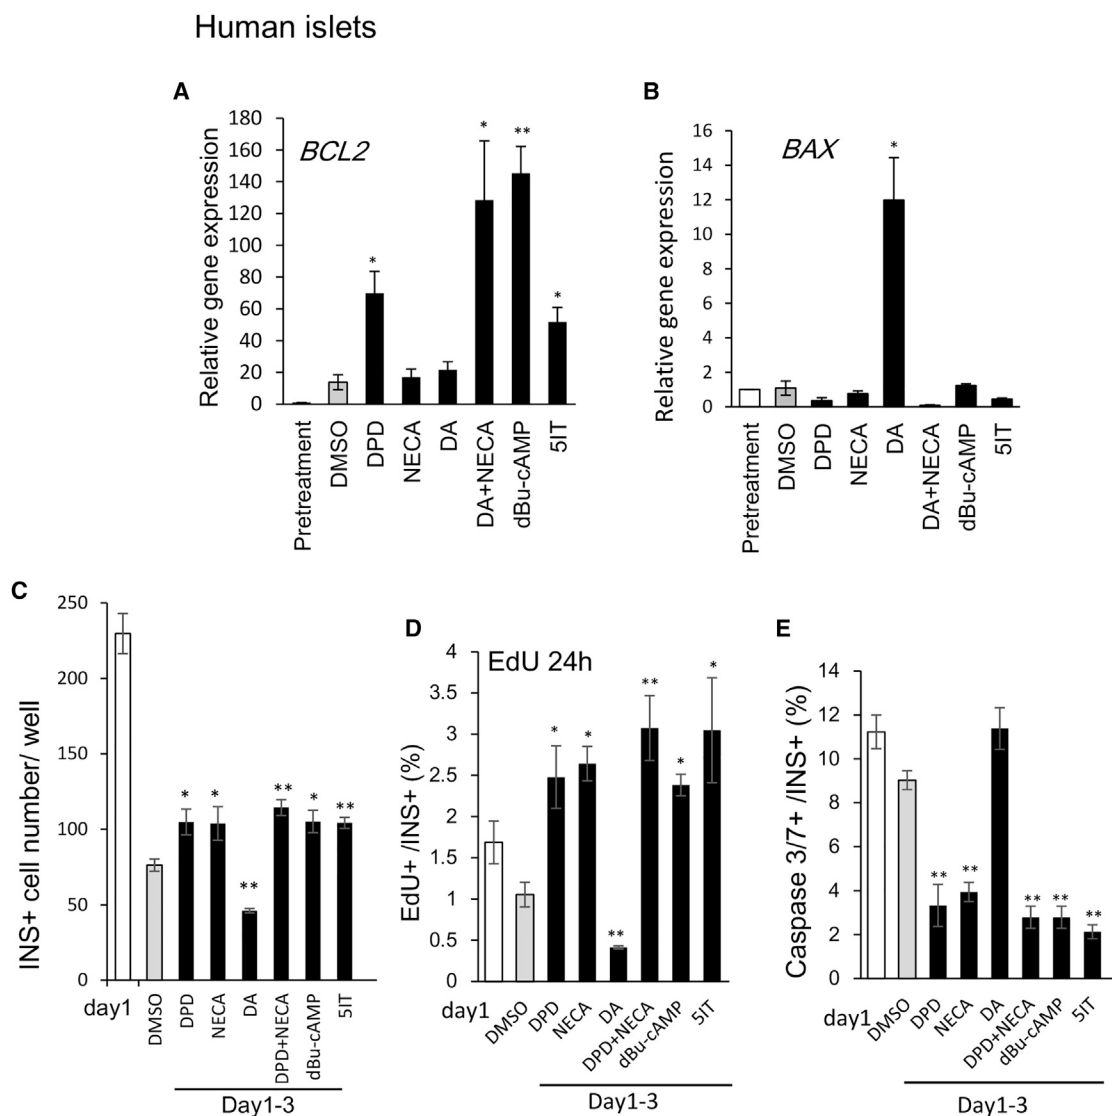 Human islets
A
180
160
140
120
100
80
60
40
20
0
Relative gene expression
BCL2
*
*
**
*
Pretreatment
DMSO
DPD
NECA
DA
DA+NECA
dBu-cAMP
5IT
B
16
14
12
10
8
6
4
2
0
Relative gene expression
BAX
*
Pretreatment
DMSO
DPD
NECA
DA
DA+NECA
dBu-cAMP
5IT
C
250
200
150
100
50
0
INS+ cell number/ well
*
*
**
**
*
**
day1
DMSO
DPD
NECA
DA
DPD+NECA
dBu-cAMP
5IT
Day1-3
D
4
3.5
3
2.5
2
1.5
1
0.5
0
EdU+ /INS+ (%)
EdU 24h
*
*
**
**
*
*
day1
DMSO
DPD
NECA
DA
DPD+NECA
dBu-cAMP
5IT
Day1-3
E
14
12
10
8
6
4
2
0
Caspase 3/7+ /INS+ (%)
**
**
**
**
**
day1
DMSO
DPD
NECA
DA
DPD+NECA
dBu-cAMP
5IT
Day1-3